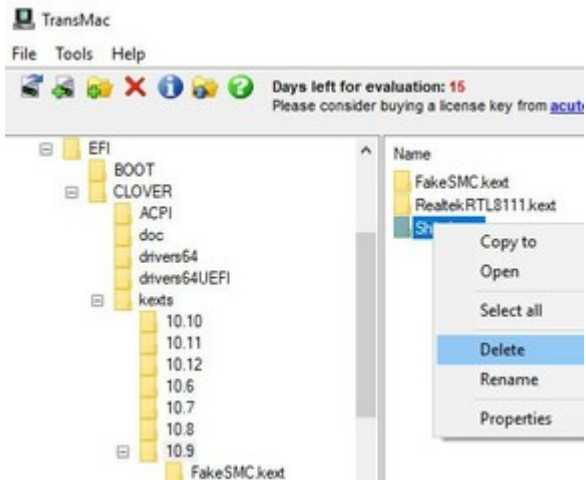 TransMac
File Tools Help
Days left for evaluation: 15
Please consider buying a license key from acute
EFI
BOOT
CLOVER
ACPI
doc
drivers64
drivers64UEFI
kexts
10.10
10.11
10.12
10.6
10.7
10.8
10.9
FakeSMC.kext
Name
FakeSMC.kext
RealtekRTL8111.kext
Copy to
Open
Select all
Delete
Rename
Properties